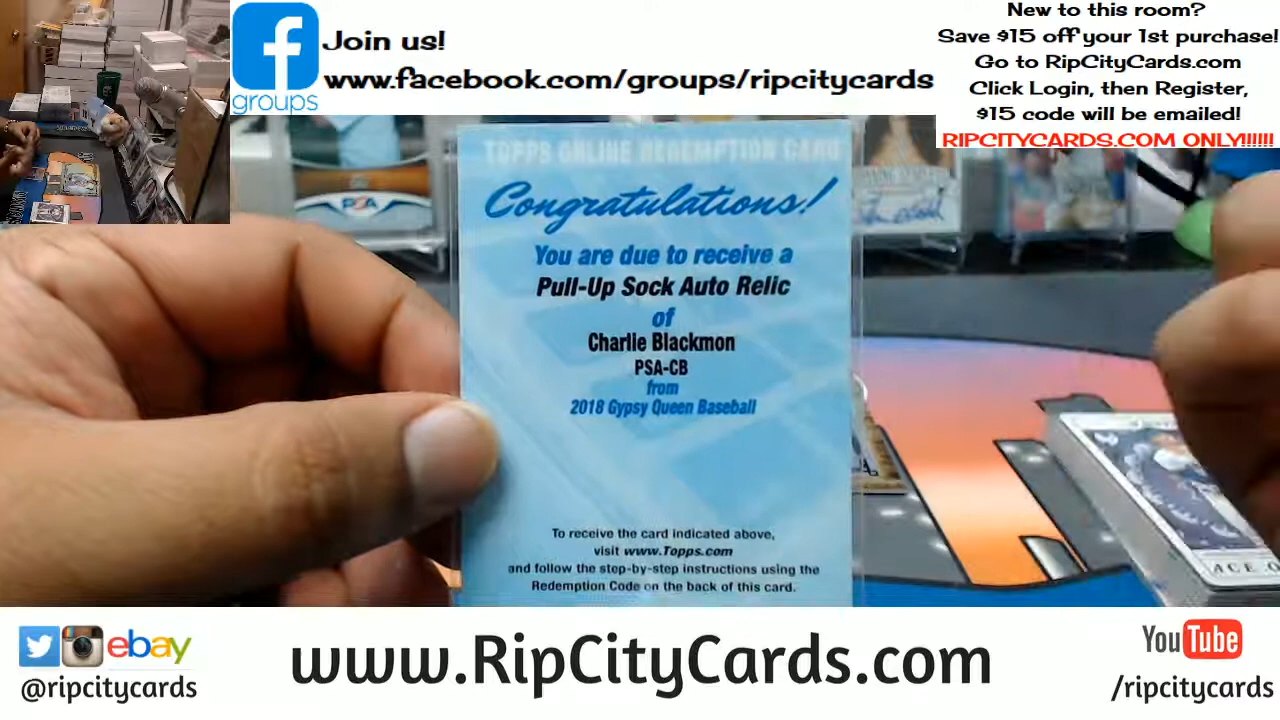 Join us!
www.facebook.com/groups/ripcitycards
groups
New to this room?
Save $15 off your 1st purchase!
Go to RipCityCards.com
Click Login, then Register,
$15 code will be emailed!
RIPCITYCARDS.COM ONLY!!!!!!
PSA
TOPPS ONLINE REDEMPTION CARD
Congratulations!
You are due to receive a
Pull-Up Sock Auto Relic
of
Charlie Blackmon
PSA-CB
from
2018 Gypsy Queen Baseball
To receive the card indicated above,
visit www.Topps.com
and follow the step-by-step instructions using the
Redemption Code on the back of this card.
ACE O
ebay
@ripcitycards
www.RipCityCards.com
YouTube
/ripcitycards